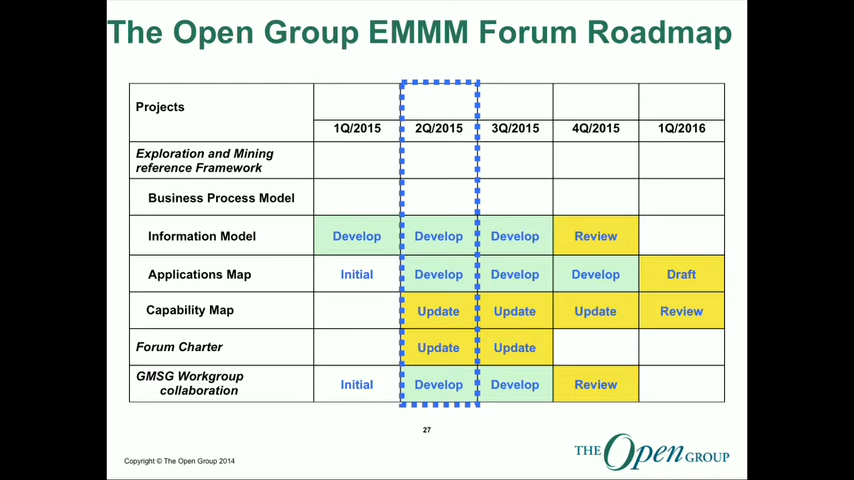 The Open Group EMMM Forum Roadmap
Projects
1Q/2015 2Q/2015 3Q/2015 4Q/2015 1Q/2016
Exploration and Mining
reference Framework
Business Process Model
Information Model Develop Develop Develop Review
Applications Map Initial Develop Develop Develop Draft
Capability Map Update Update Update Review
Forum Charter Update Update
GMSG Workgroup
collaboration Initial Develop Develop Review
27
Copyright © The Open Group 2014
THE Open GROUP